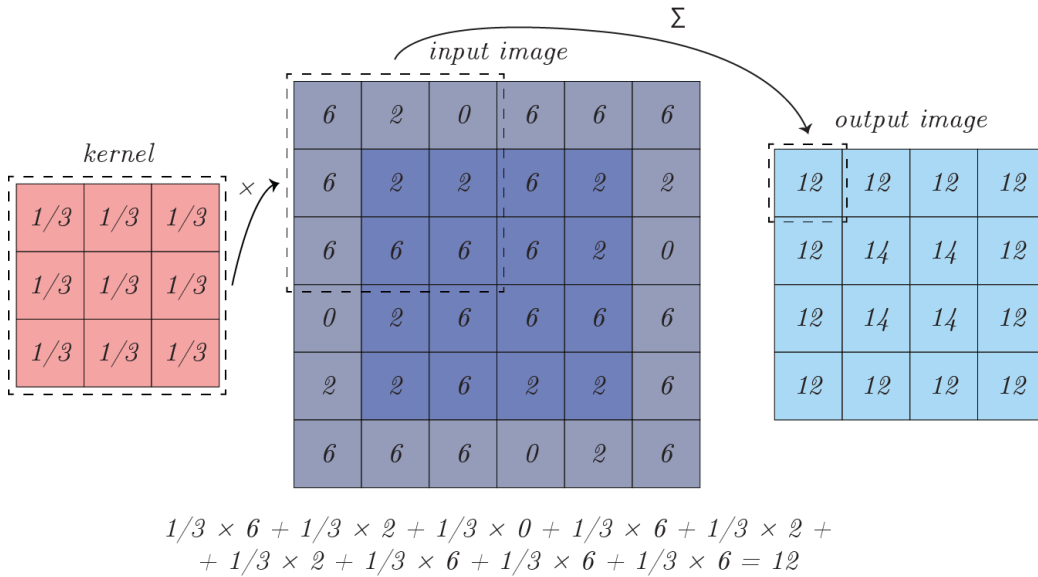 Σ
input image
output image
kernel
×
1/3 1/3 1/3
1/3 1/3 1/3
1/3 1/3 1/3
6 2 0 6 6 6
6 2 2 6 2 2
6 6 6 6 2 0
0 2 6 6 6 6
2 2 6 2 2 6
6 6 6 0 2 6
12 12 12 12
12 14 14 12
12 14 14 12
12 12 12 12
1/3 × 6 + 1/3 × 2 + 1/3 × 0 + 1/3 × 6 + 1/3 × 2 +
+ 1/3 × 2 + 1/3 × 6 + 1/3 × 6 + 1/3 × 6 = 12